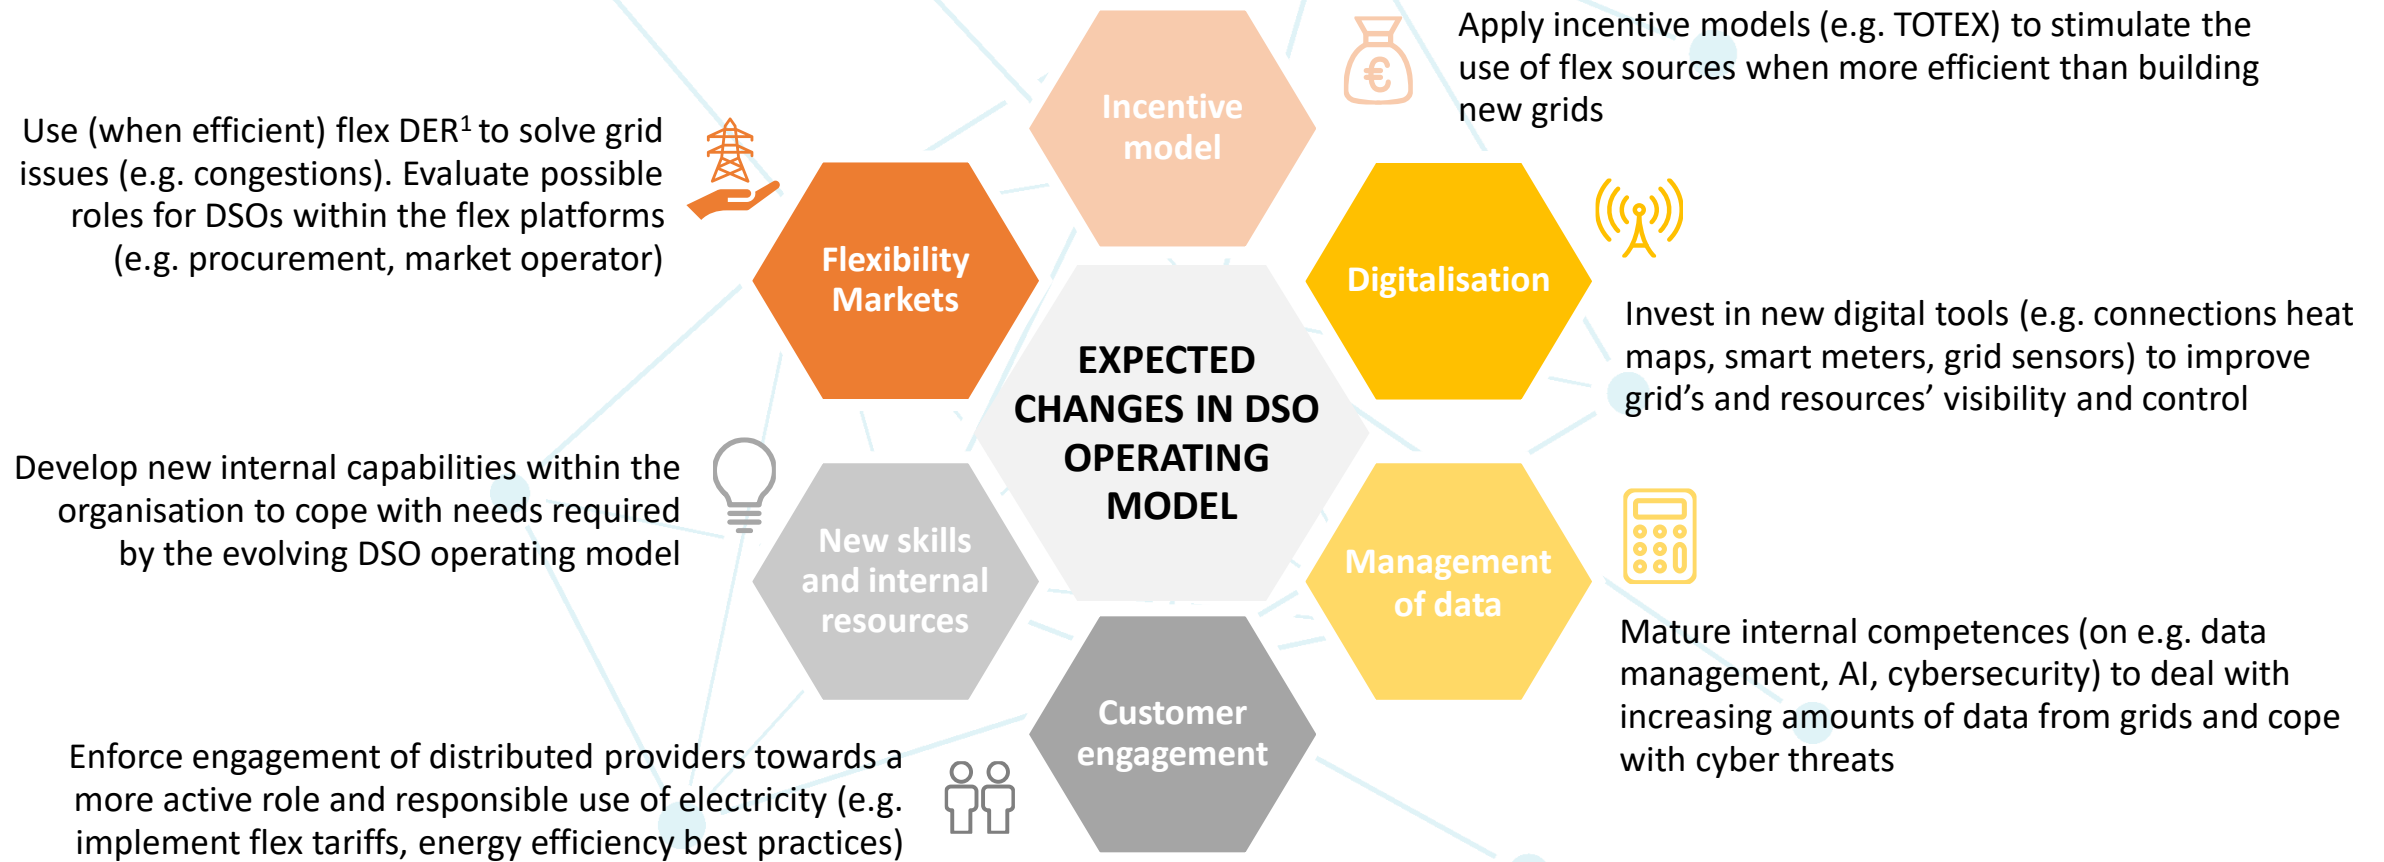 Apply incentive models (e.g. TOTEX) to stimulate the
use of flex sources when more efficient than building
new grids
Incentive
model
Use (when efficient) flex DER¹ to solve grid
issues (e.g. congestions). Evaluate possible
roles for DSOs within the flex platforms
(e.g. procurement, market operator)
€
Flexibility
Markets
Digitalisation
Invest in new digital tools (e.g. connections heat
maps, smart meters, grid sensors) to improve
grid's and resources' visibility and control
EXPECTED
CHANGES IN DSO
OPERATING
MODEL
Develop new internal capabilities within the
organisation to cope with needs required
by the evolving DSO operating model
New skills
and internal
resources
Management
of data
Mature internal competences (on e.g. data
management, AI, cybersecurity) to deal with
increasing amounts of data from grids and cope
with cyber threats
Customer
engagement
Enforce engagement of distributed providers towards a
more active role and responsible use of electricity (e.g.
implement flex tariffs, energy efficiency best practices)